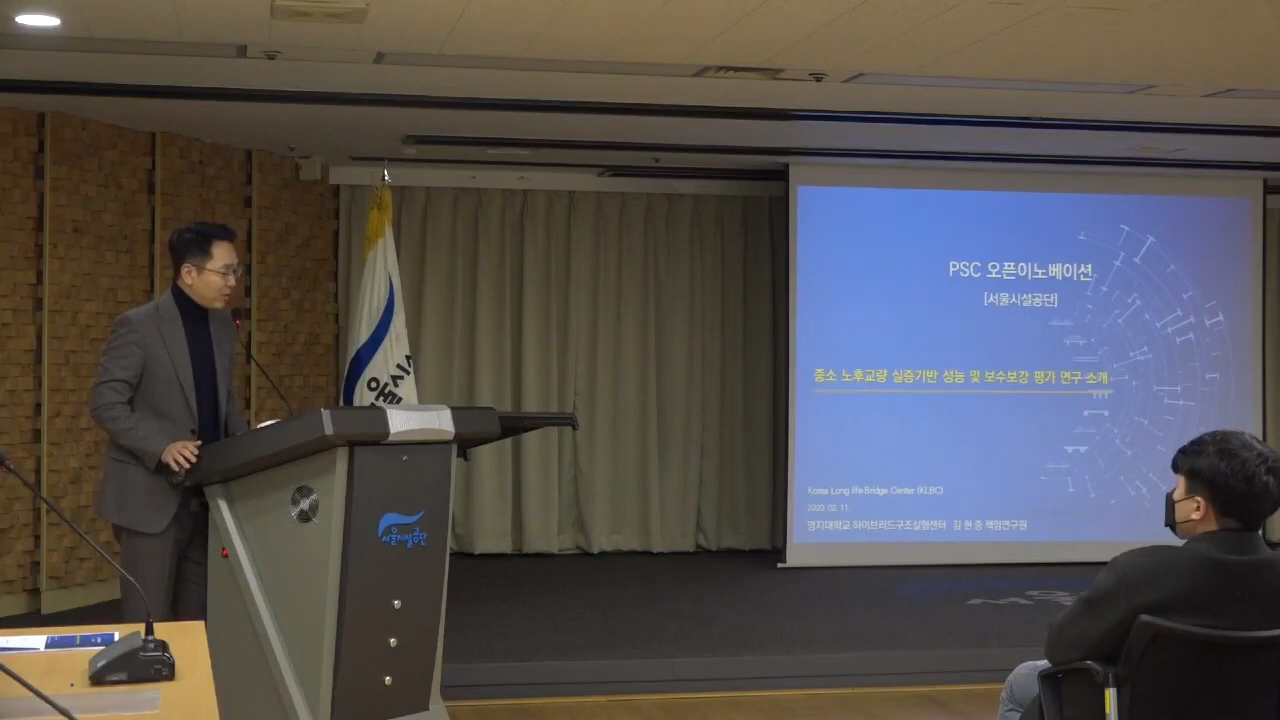 PSC 오픈이노베이션
[서울시설공단]
중소 노후교량 실증기반 성능 및 보수보강 평가 연구 소개
Korea Long life Bridge Center (KLBC)
2020. 02. 11.
명지대학교 하이브리드구조실험센터 김 현 중 책임연구원
서울시설공단